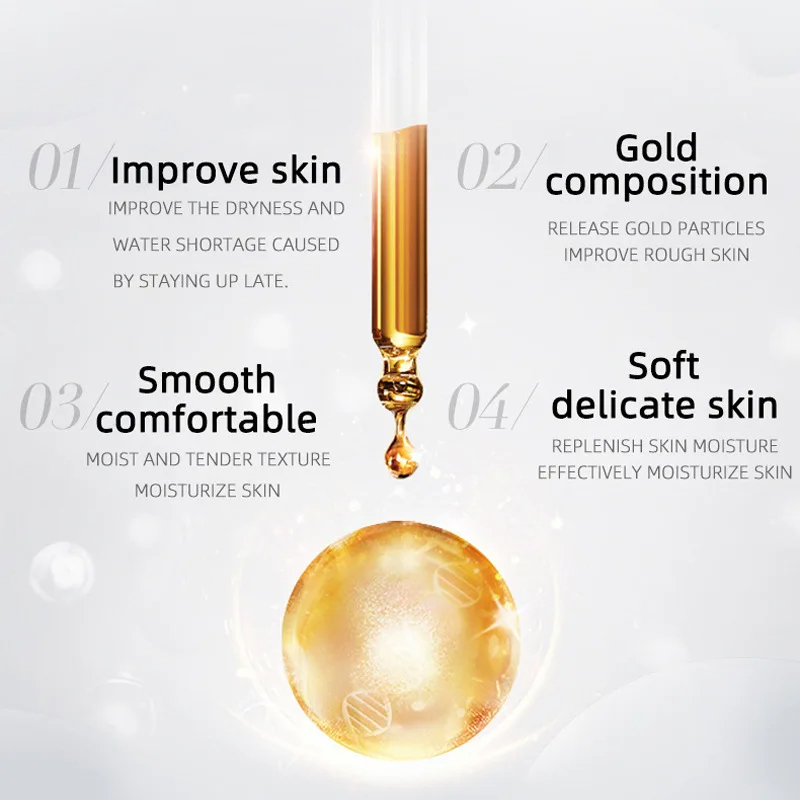 01/
Improve skin
IMPROVE THE DRYNESS AND
WATER SHORTAGE CAUSED
BY STAYING UP LATE.
02/
Gold
composition
RELEASE GOLD PARTICLES
IMPROVE ROUGH SKIN
03/
Smooth
comfortable
MOIST AND TENDER TEXTURE
MOISTURIZE SKIN
04/
Soft
delicate skin
REPLENISH SKIN MOISTURE
EFFECTIVELY MOISTURIZE SKIN